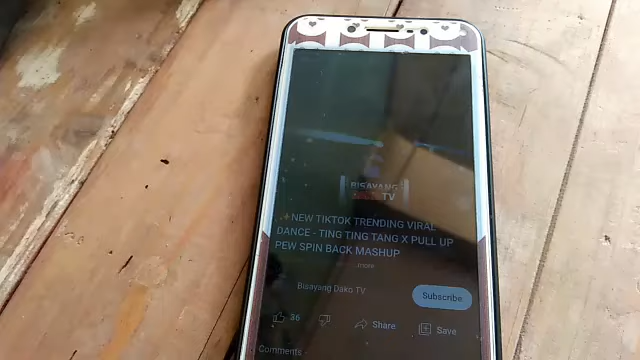 BISAYANG
TV
✨NEW TIKTOK TRENDING VIRAL
DANCE - TING TING TANG X PULL UP
PEW SPIN BACK MASHUP
...more
Bisayang Dako TV
Subscribe
36
Share
Save
Comments